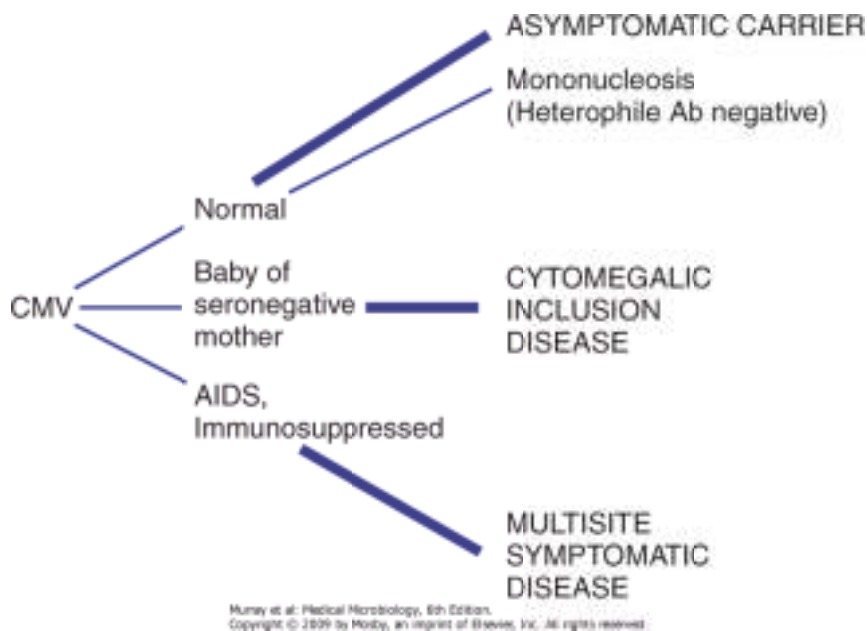 ASYMPTOMATIC CARRIER
Mononucleosis
(Heterophile Ab negative)
Normal
Baby of
seronegative
mother
CMV
CYTOMEGALIC
INCLUSION
DISEASE
AIDS,
Immunosuppressed
MULTISITE
SYMPTOMATIC
DISEASE
Murray et al: Medical Microbiology, 6th Edition.
Copyright © 2009 by Mosby, an imprint of Elsevier, Inc. All rights reserved.